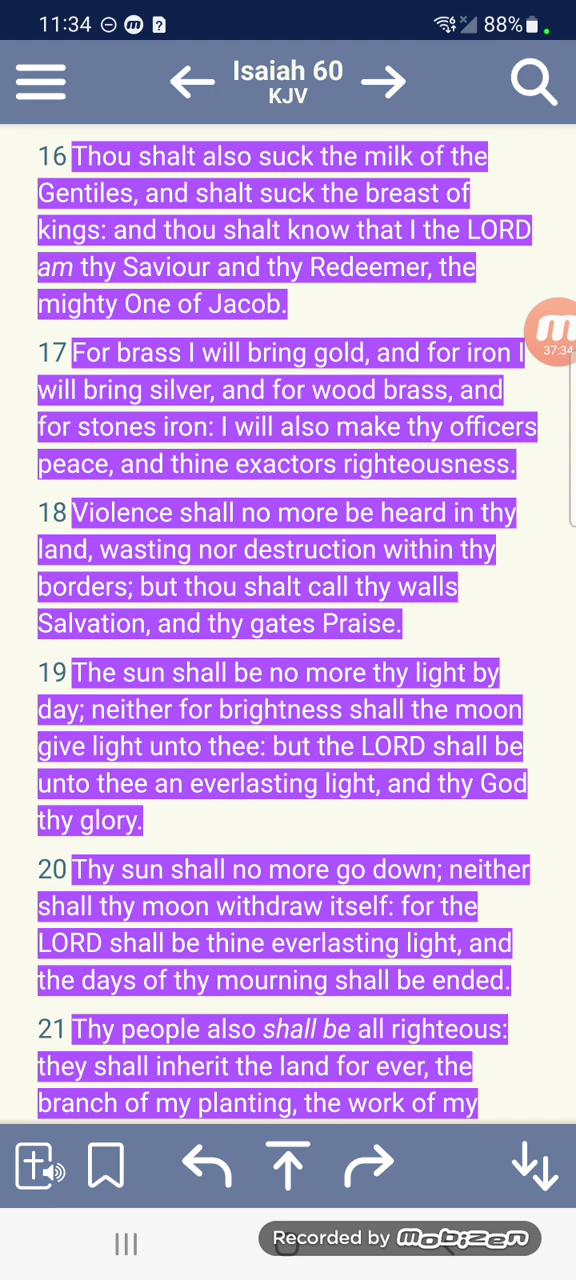 11:34 88%
Isaiah 60
KJV
16 Thou shalt also suck the milk of the
Gentiles, and shalt suck the breast of
kings: and thou shalt know that I the LORD
am thy Saviour and thy Redeemer, the
mighty One of Jacob.
37:34
17 For brass I will bring gold, and for iron I
will bring silver, and for wood brass, and
for stones iron: I will also make thy officers
peace, and thine exactors righteousness.
18 Violence shall no more be heard in thy
land, wasting nor destruction within thy
borders; but thou shalt call thy walls
Salvation, and thy gates Praise.
19 The sun shall be no more thy light by
day; neither for brightness shall the moon
give light unto thee: but the LORD shall be
unto thee an everlasting light, and thy God
thy glory.
20 Thy sun shall no more go down; neither
shall thy moon withdraw itself: for the
LORD shall be thine everlasting light, and
the days of thy mourning shall be ended.
21 Thy people also shall be all righteous:
they shall inherit the land for ever, the
branch of my planting, the work of my
Recorded by mobizen